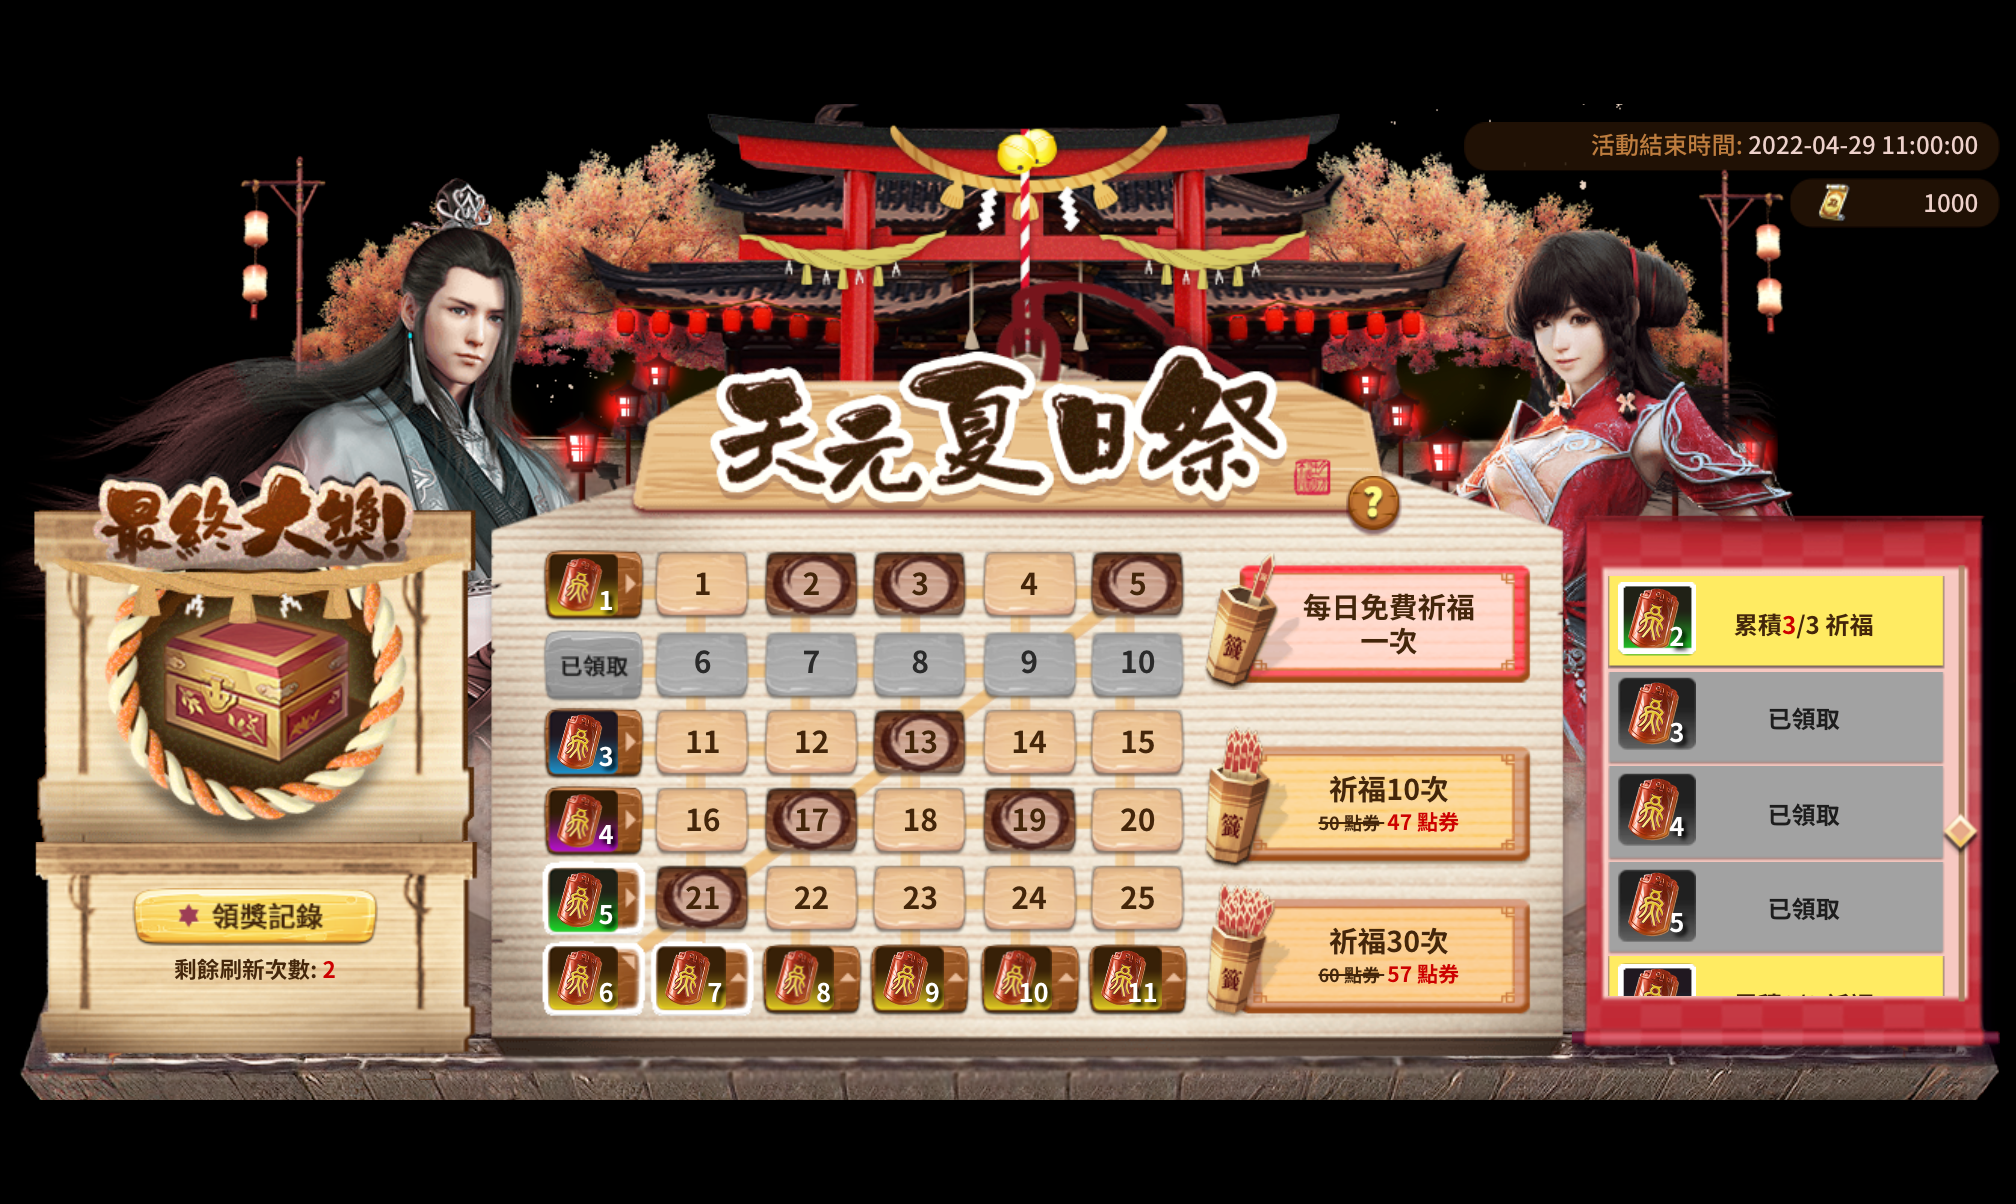 活動結束時間: 2022-04-29 11:00:00
1000
天元夏日祭
?
最終大獎!
領獎記錄
剩餘刷新次數: 2
1 1 2 3 4 5
已領取 6 7 8 9 10
3 11 12 13 14 15
4 16 17 18 19 20
5 21 22 23 24 25
6 7 8 9 10 11
籤
每日免費祈福
一次
籤
祈福10次
50 點券 47 點券
籤
祈福30次
60 點券 57 點券
2 累積3/3 祈福
3 已領取
4 已領取
5 已領取